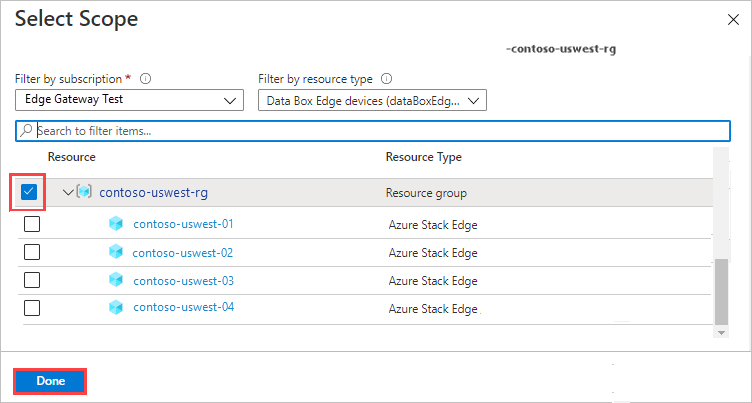 Select Scope
-contoso-uswest-rg
Filter by subscription * Filter by resource type
Edge Gateway Test Data Box Edge devices (dataBoxEdg...
Search to filter items...
Resource Resource Type
contoso-uswest-rg Resource group
contoso-uswest-01 Azure Stack Edge
contoso-uswest-02 Azure Stack Edge
contoso-uswest-03 Azure Stack Edge
contoso-uswest-04 Azure Stack Edge
Done